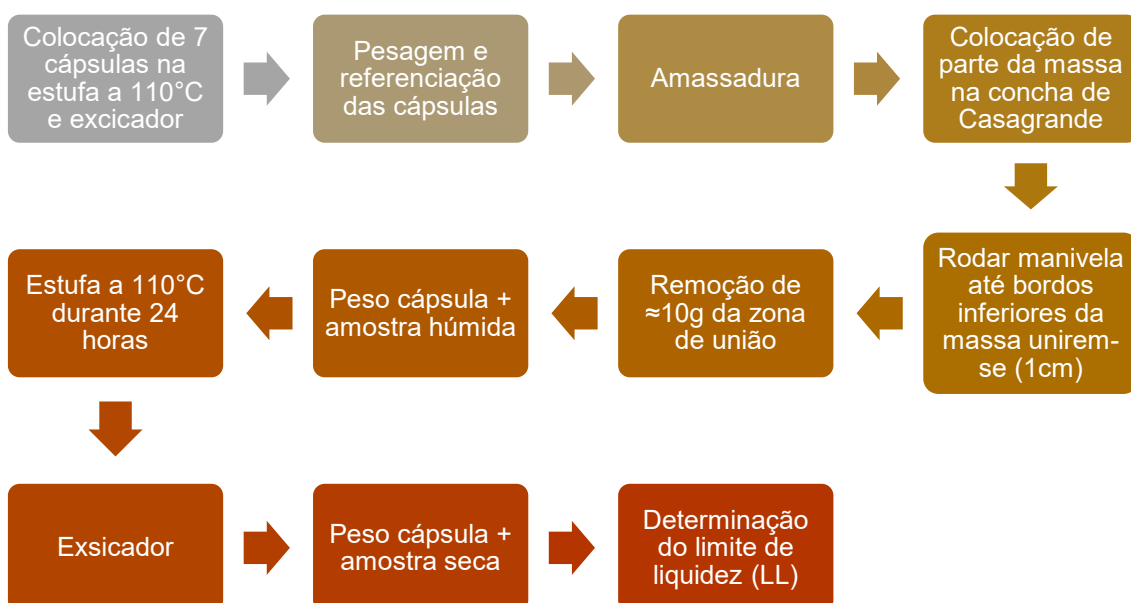 Colocação de 7
cápsulas na
estufa a 110°C
e excicador
Pesagem e
referenciação
das cápsulas
Amassadura
Colocação de
parte da massa
na concha de
Casagrande
Rodar manivela
até bordos
inferiores da
massa unirem-
se (1cm)
Remoção de
≈10g da zona
de união
Peso cápsula +
amostra húmida
Estufa a 110°C
durante 24
horas
Exsicador
Peso cápsula +
amostra seca
Determinação
do limite de
liquidez (LL)